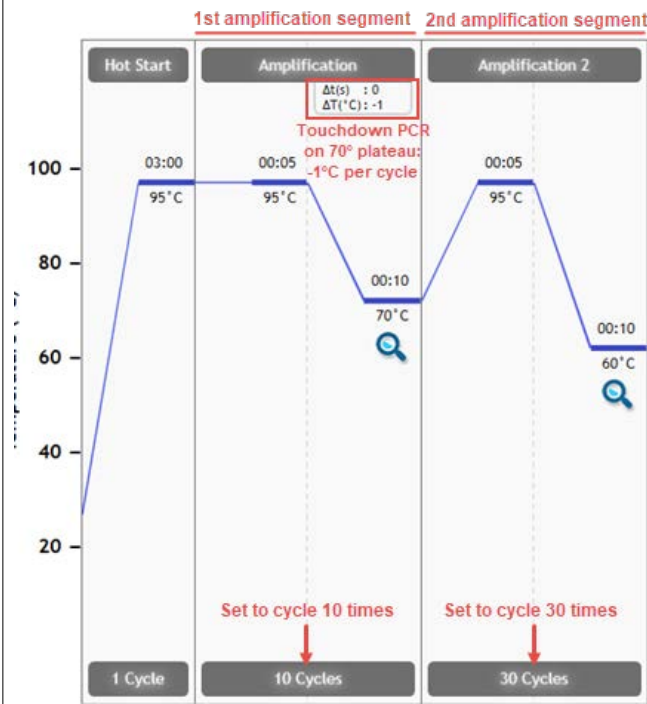 1st amplification segment 2nd amplification segment
Hot Start Amplification Amplification 2
Δt(s) : 0
ΔT(°C): -1
Touchdown PCR
on 70º plateau:
-1ºC per cycle
100
03:00 00:05 00:05
95°C 95°C 95°C
80
00:10
70°C
00:10
60
60°C
40
20
Set to cycle 10 times Set to cycle 30 times
1 Cycle 10 Cycles 30 Cycles